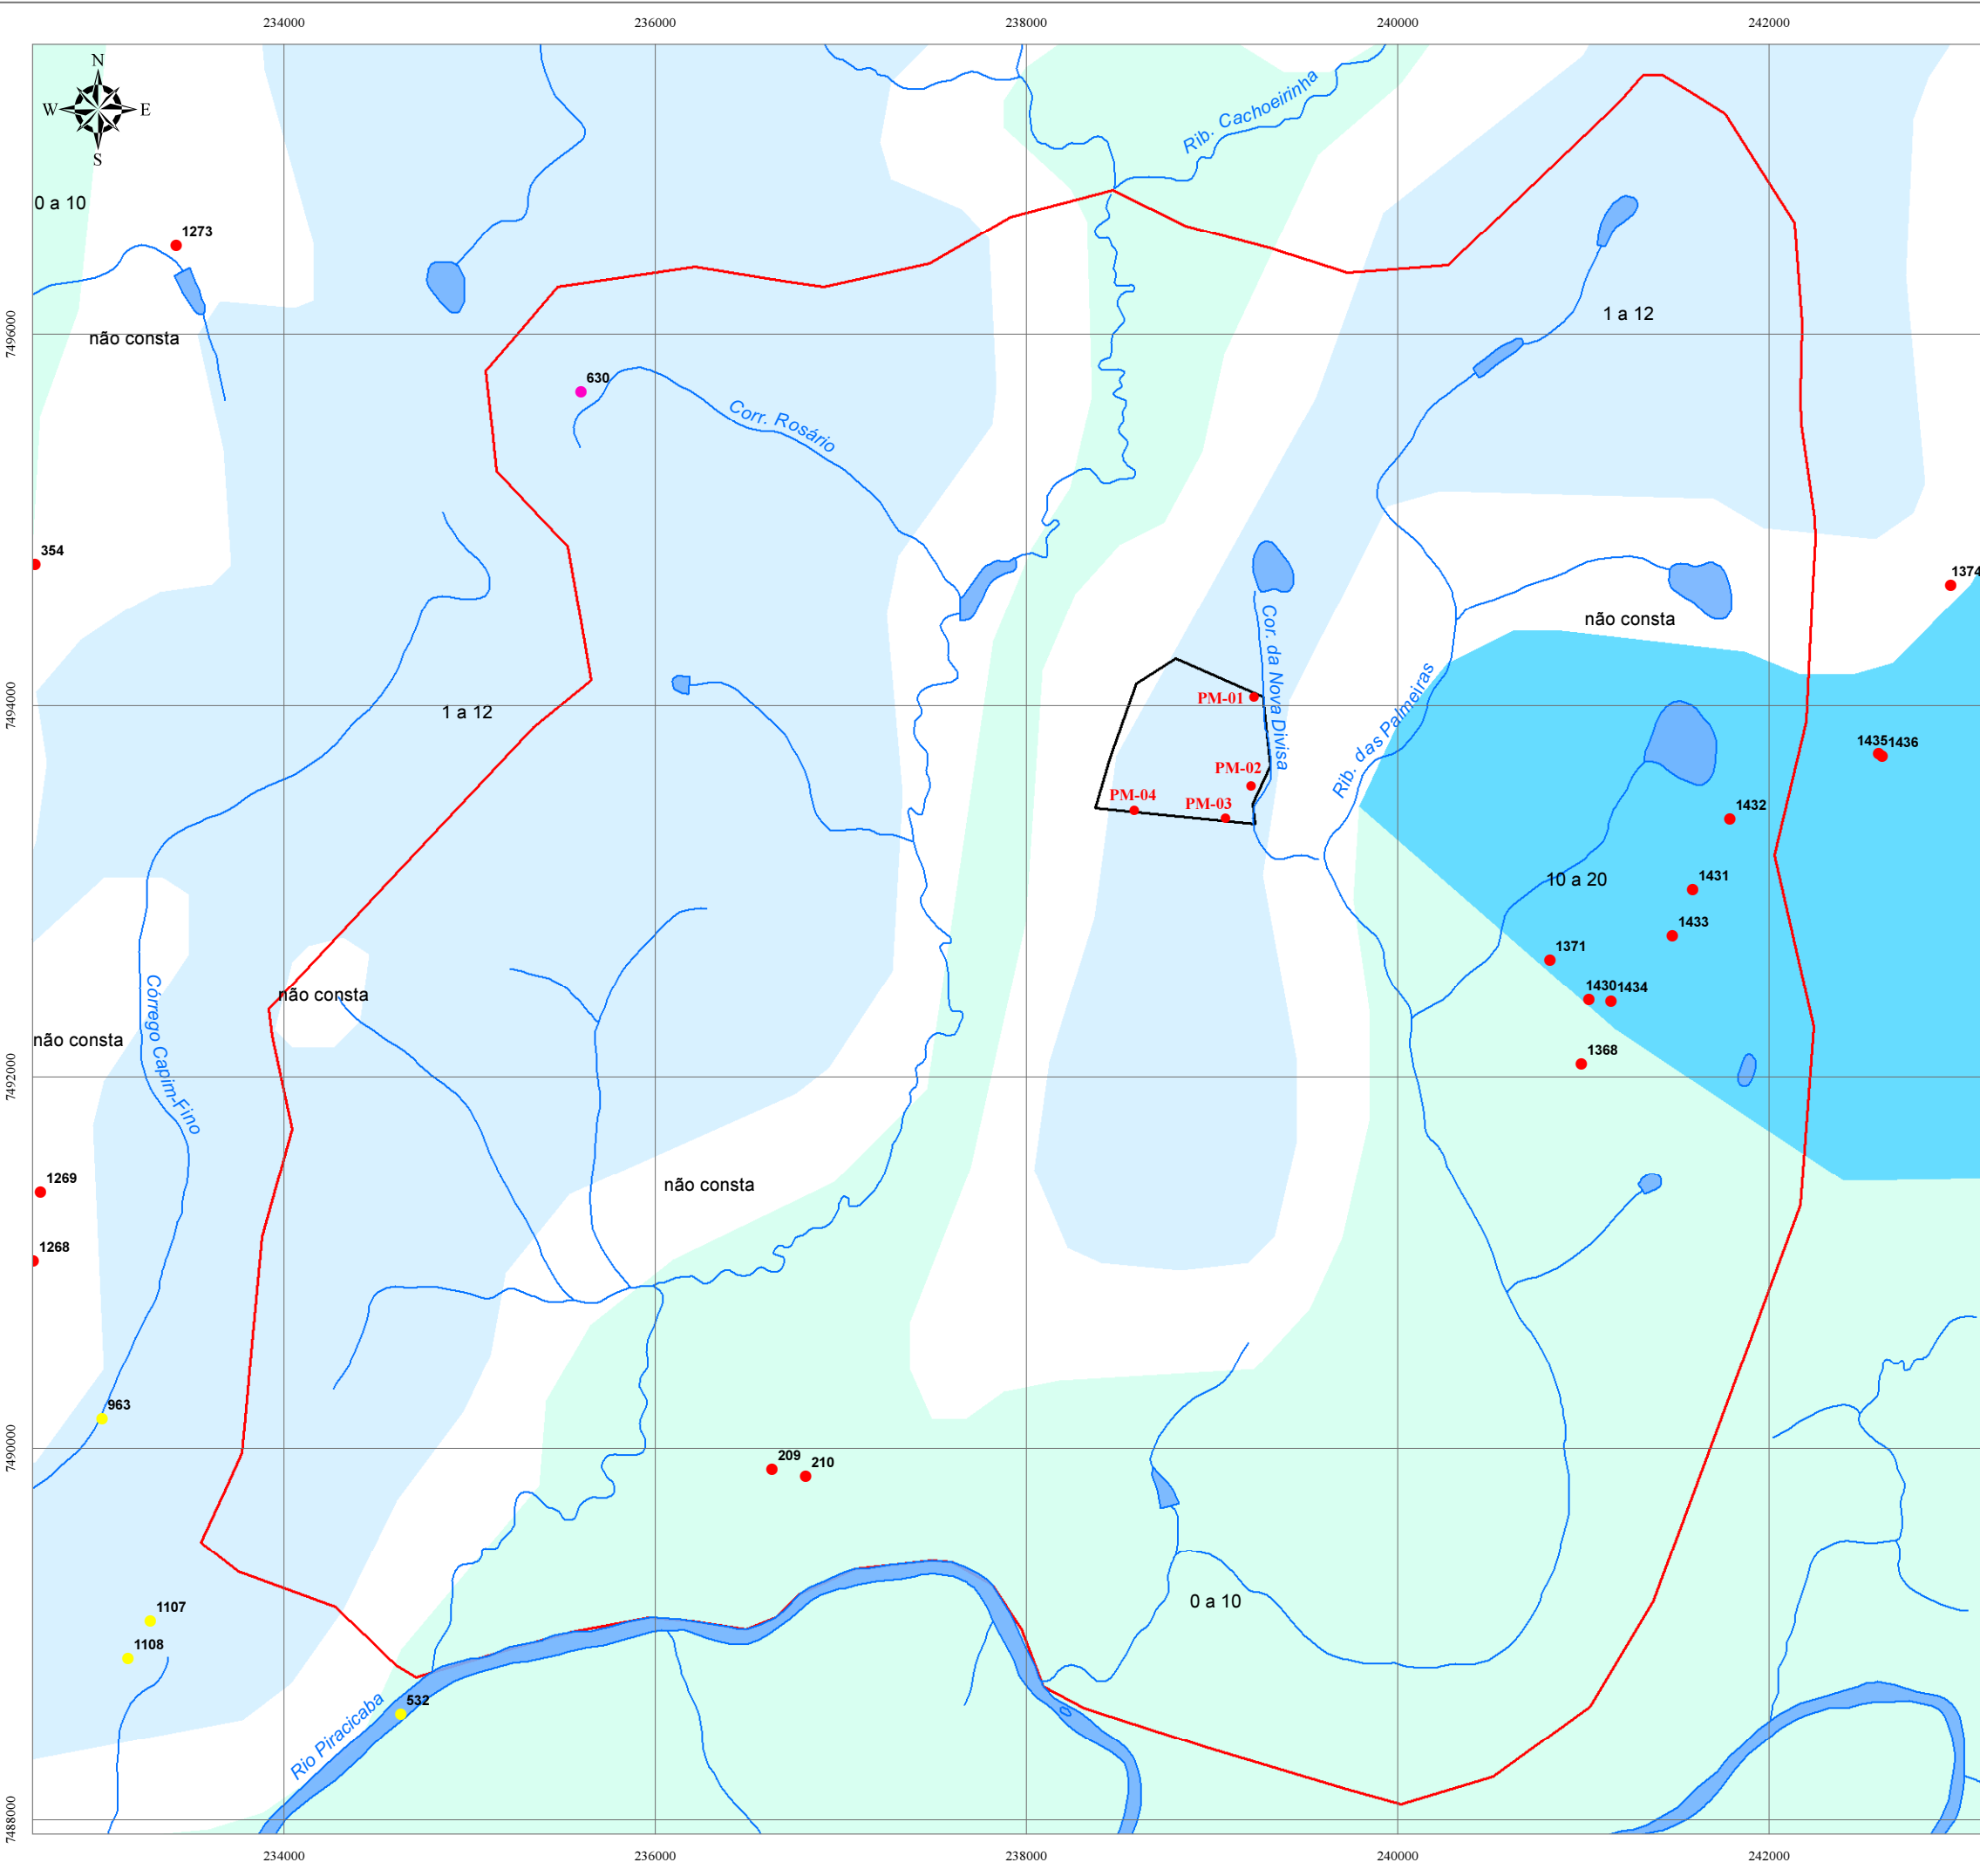 234000 236000 238000 240000 242000
N
W E
S
Rib. Cachoeirinha
0 a 10
1273
1 a 12
7496000
não consta
630
Corr. Rosário
354
1374
não consta
Cor. da Nova Divisa
7494000
PM-01
1 a 12
Rib. das Palmeiras
1435 1436
PM-02
PM-04
PM-03
1432
10 a 20
1431
1433
1371
não consta
1430 1434
Córrego Capim-Fino
não consta
1368
7492000
1269
não consta
1268
963
7490000
209
210
0 a 10
1107
1108
532
Rio Piracicaba
7488000
234000 236000 238000 240000 242000